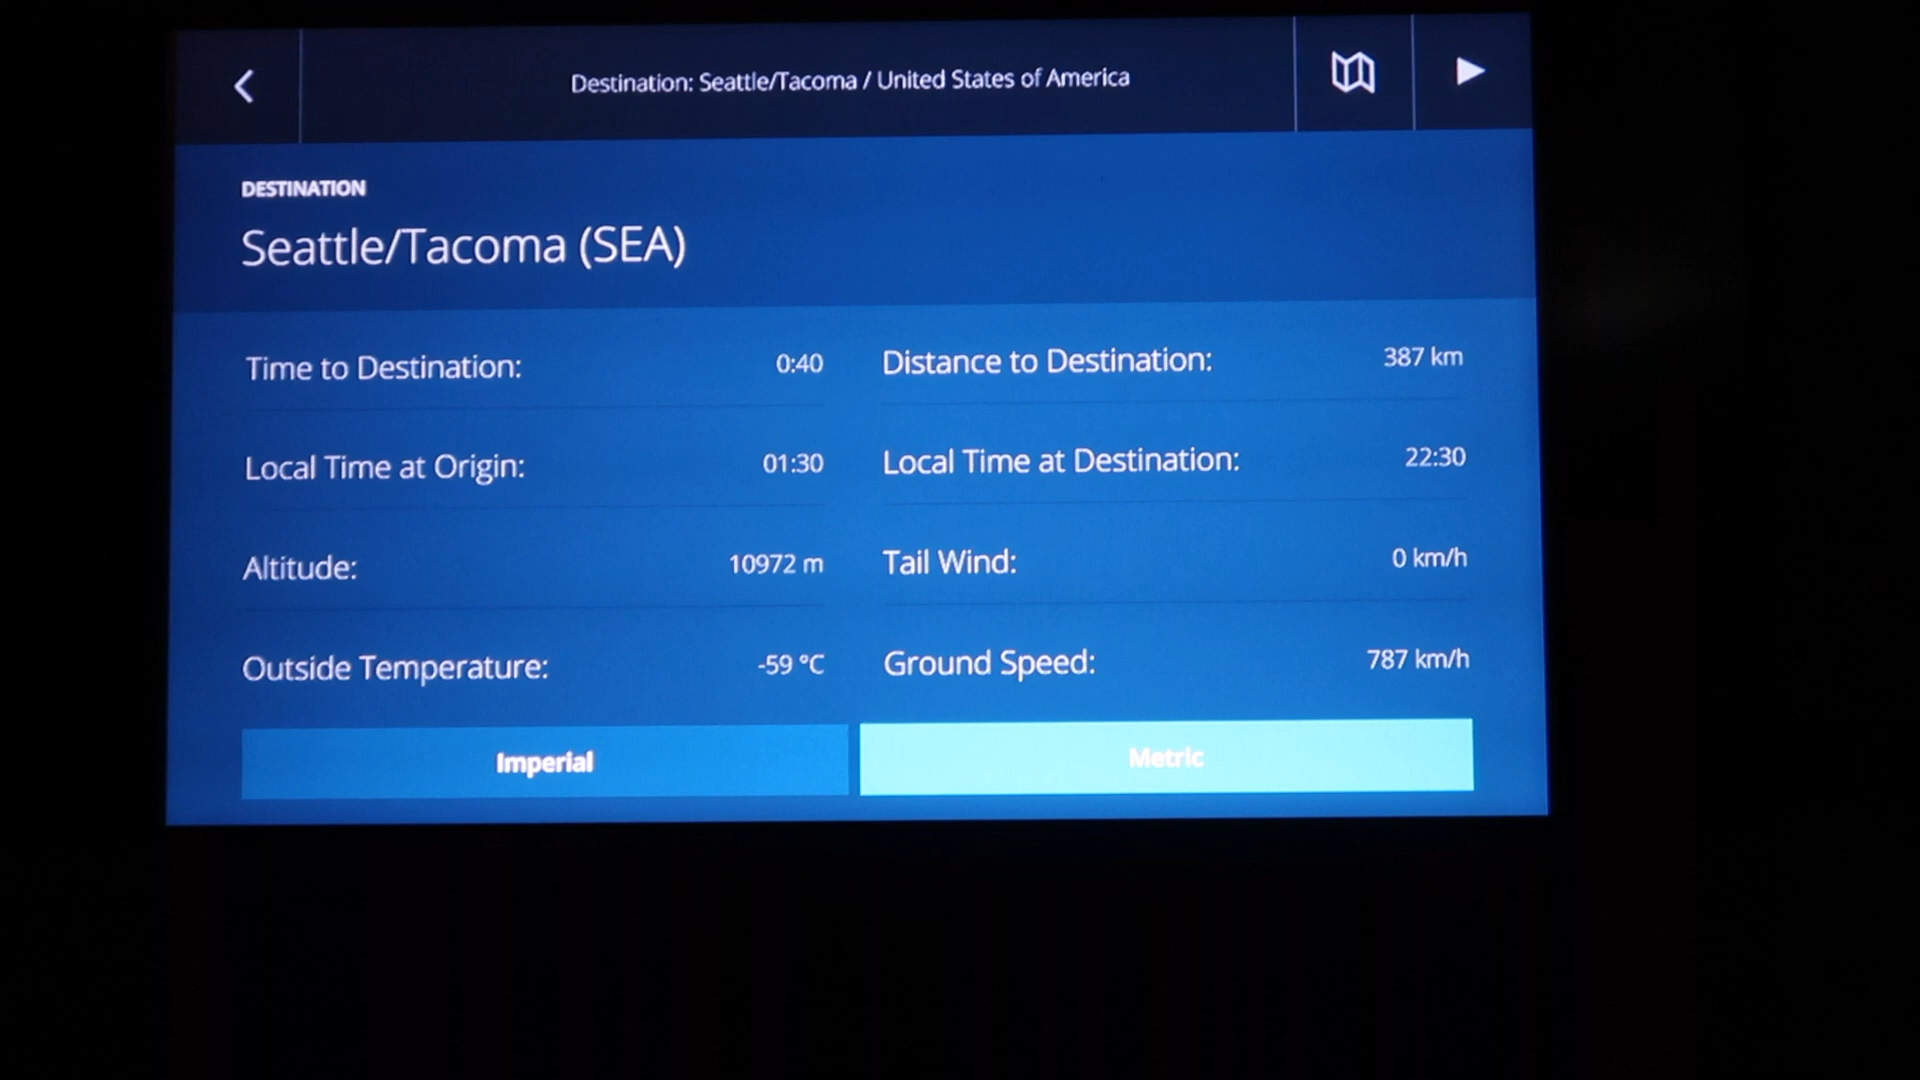 Destination: Seattle/Tacoma / United States of America
DESTINATION
Seattle/Tacoma (SEA)
Time to Destination: 0:40 Distance to Destination: 387 km
Local Time at Origin: 01:30 Local Time at Destination: 22:30
Altitude: 10972 m Tail Wind: 0 km/h
Outside Temperature: -59 °C Ground Speed: 787 km/h
Imperial Metric